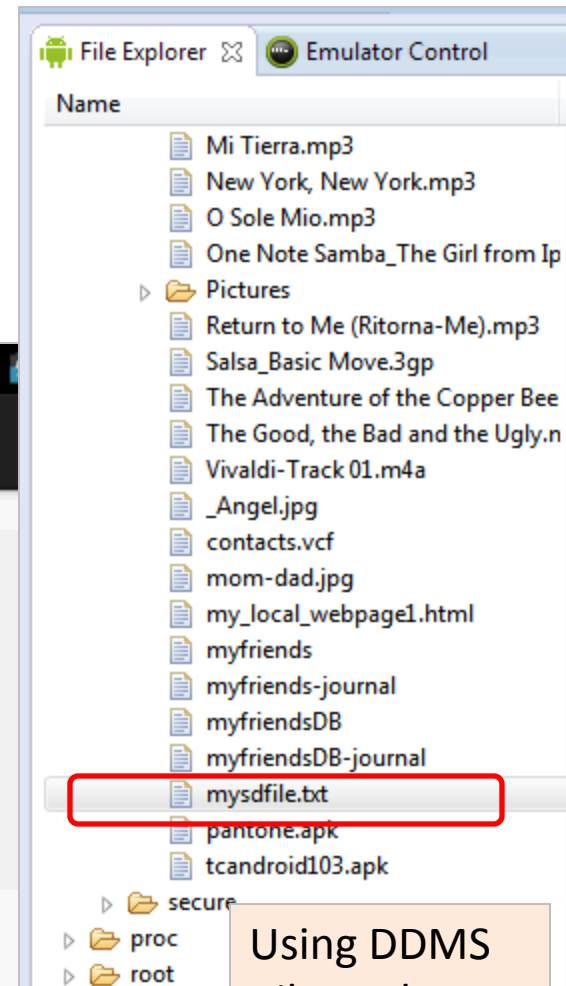 File Explorer Emulator Control
Name
Mi Tierra.mp3
New York, New York.mp3
O Sole Mio.mp3
One Note Samba_The Girl from Ip
Pictures
Return to Me (Ritorna-Me).mp3
Salsa_Basic Move.3gp
The Adventure of the Copper Bee
The Good, the Bad and the Ugly.n
Vivaldi-Track 01.m4a
_Angel.jpg
contacts.vcf
mom-dad.jpg
my_local_webpage1.html
myfriends
myfriends-journal
myfriendsDB
myfriendsDB-journal
mysdfile.txt
pantone.apk
tcandroid103.apk
secure
proc
root
Using DDMS